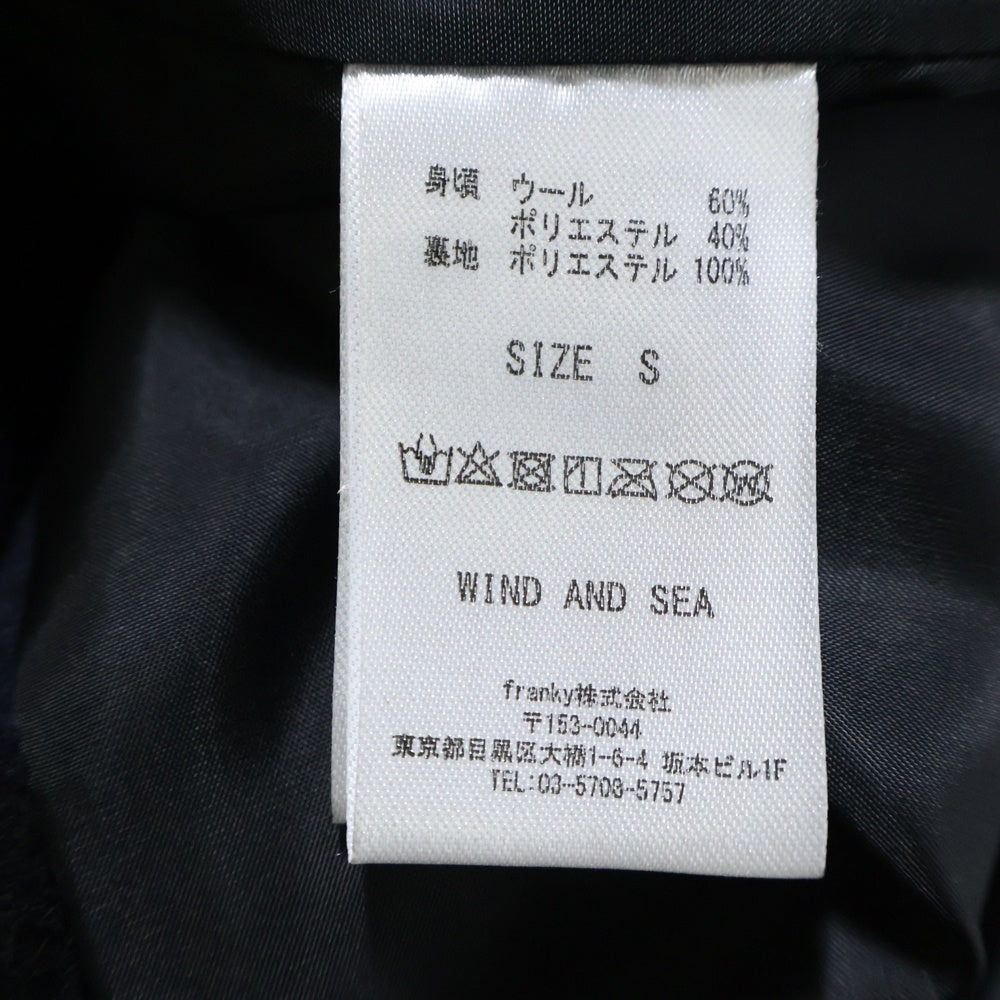 身頃 ウール 60%
ポリエステル 40%
裏地 ポリエステル 100%
SIZE S
WIND AND SEA
franky株式会社
〒153-0044
東京都目黒区大橋1-6-4 坂本ビル1F
TEL:03-5708-5757